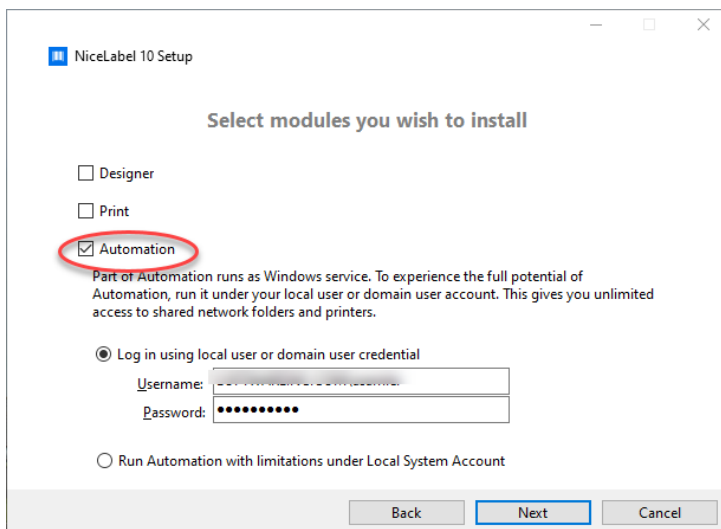 NiceLabel 10 Setup
Select modules you wish to install
Designer
Print
Automation
Part of Automation runs as Windows service. To experience the full potential of
Automation, run it under your local user or domain user account. This gives you unlimited
access to shared network folders and printers.
Log in using local user or domain user credential
Username:
Password: ●●●●●●●●●●
Run Automation with limitations under Local System Account
Back Next Cancel